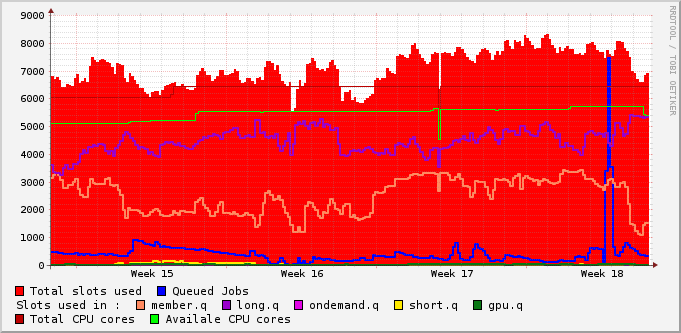 9000
8000
7000
6000
5000
4000
3000
2000
1000
0
Week 15 Week 16 Week 17 Week 18
RRDTOOL / TOBI OETIKER
Total slots used Queued Jobs
Slots used in : member.q long.q ondemand.q short.q gpu.q
Total CPU cores Availale CPU cores